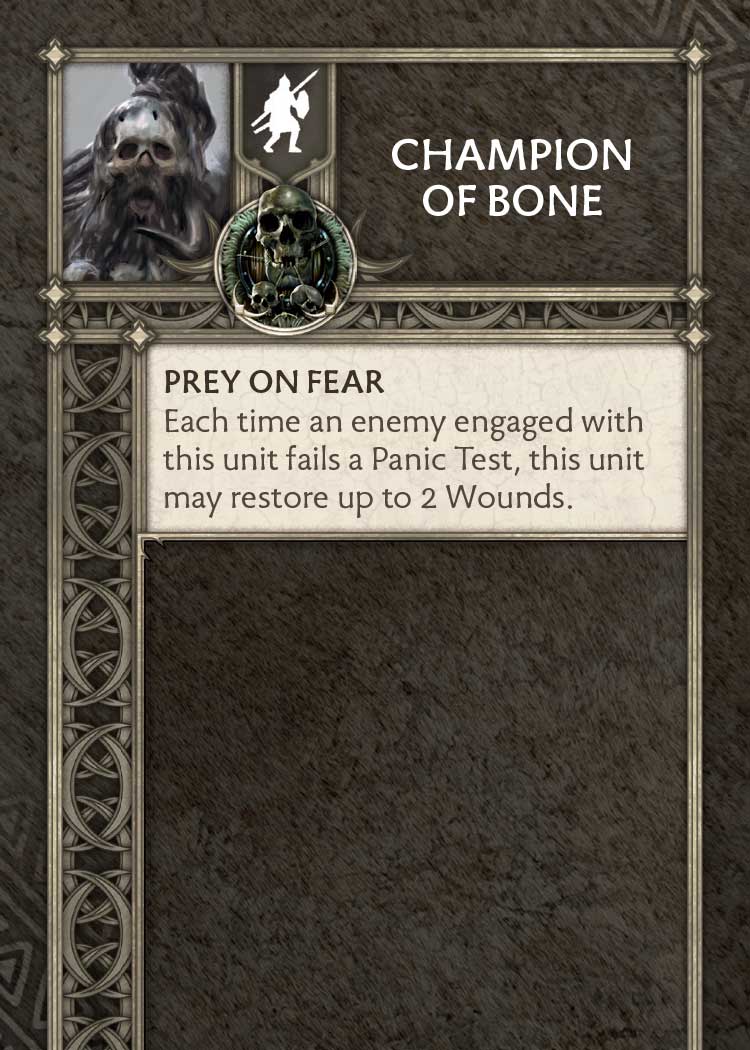 CHAMPION
OF BONE
PREY ON FEAR
Each time an enemy engaged with
this unit fails a Panic Test, this unit
may restore up to 2 Wounds.